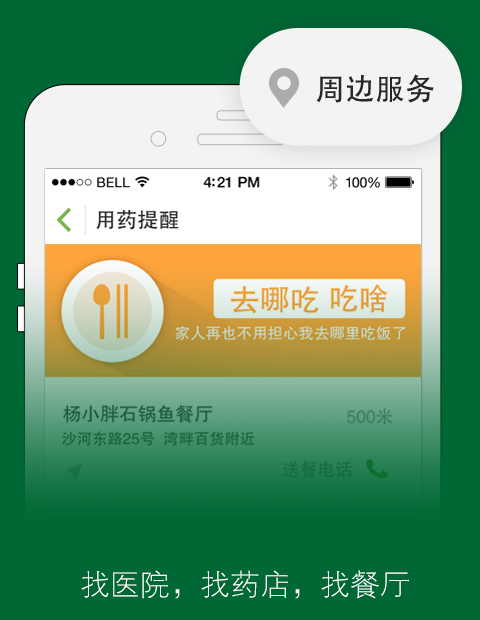 周边服务
BELL 4:21 PM 100%
用药提醒
去哪吃 吃啥
家人再也不用担心我去哪里吃饭了
杨小胖石锅鱼餐厅 500米
沙河东路25号 湾畔百货附近
送餐电话
找医院，找药店，找餐厅